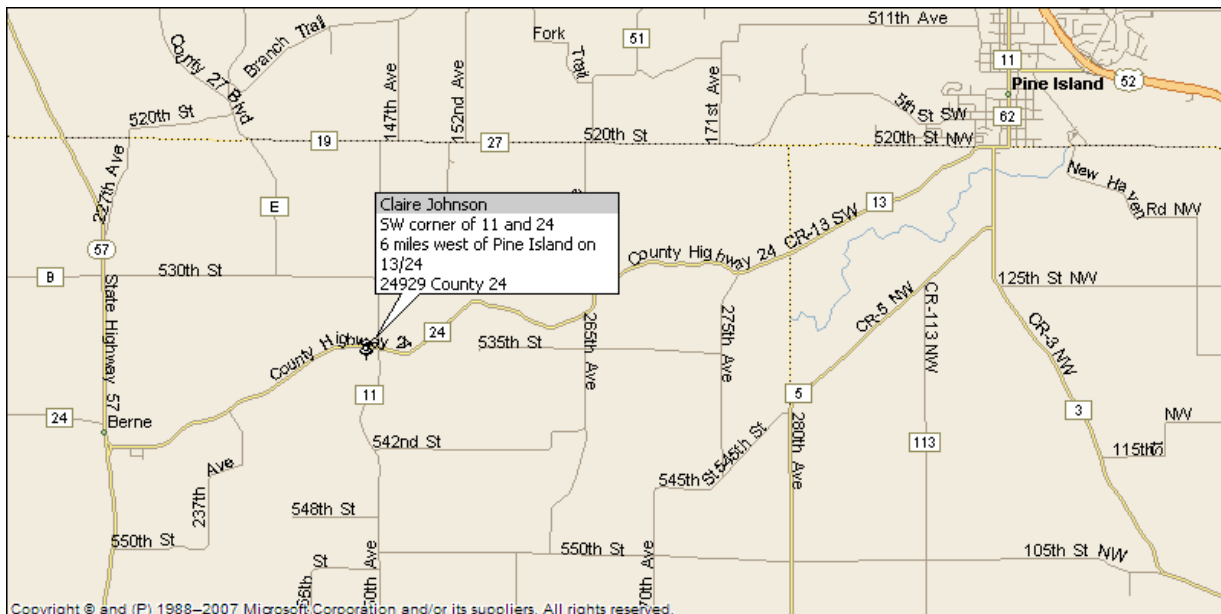 511th Ave
51
Fork
Trail
County 27 Blvd
Branch Trail
147th Ave
152nd Ave
171st Ave
11
52
Pine Island
5th St SW
62
520th St
19
27
520th St
520th St NW
227th Ave
New Haven
Rd NW
E
13
Claire Johnson
SW corner of 11 and 24
6 miles west of Pine Island on
13/24
24929 County 24
57
B
530th St
County Highway 24
CR-13 SW
125th St NW
State Highway 57
County Highway 24
24
535th St
265th Ave
275th Ave
CR-5 NW
CR-113 NW
CR-3 NW
11
5
3
24
Berne
542nd St
545th St
545th St
280th Ave
113
NW
115th St
237th Ave
548th St
550th St
550th St
105th St NW
St
Copyright © and (P) 1988–2007 Microsoft Corporation and/or its suppliers. All rights reserved.